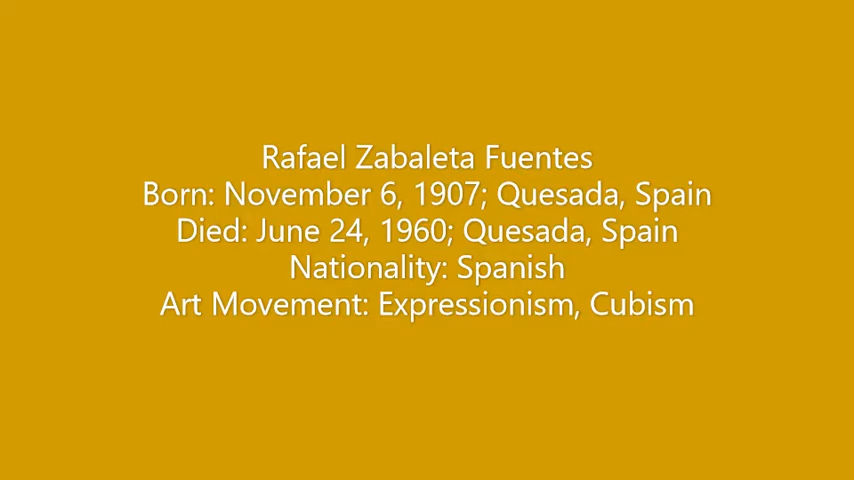 Rafael Zabaleta Fuentes
Born: November 6, 1907; Quesada, Spain
Died: June 24, 1960; Quesada, Spain
Nationality: Spanish
Art Movement: Expressionism, Cubism